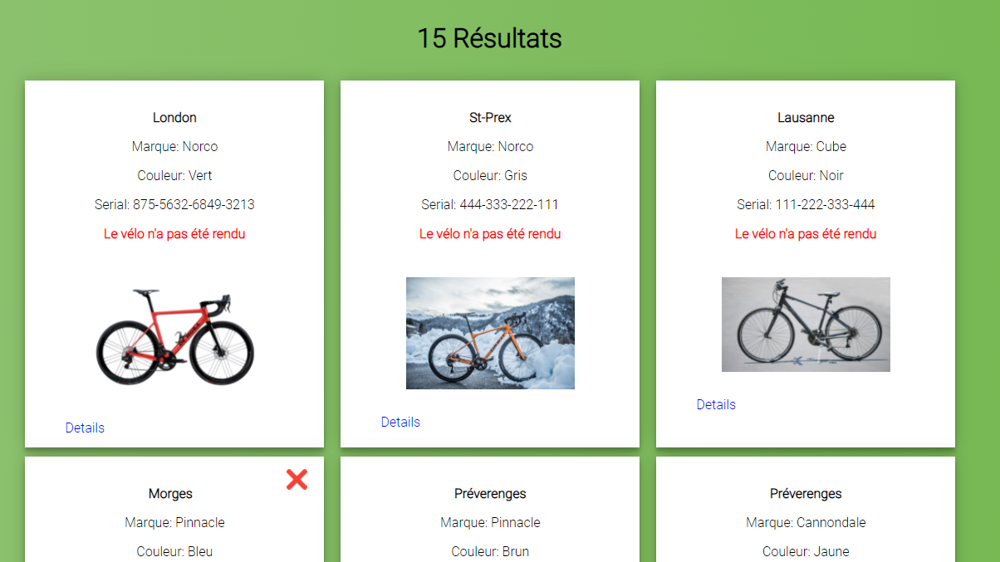 15 Résultats
London
Marque: Norco
Couleur: Vert
Serial: 875-5632-6849-3213
Le vélo n'a pas été rendu
Details
St-Prex
Marque: Norco
Couleur: Gris
Serial: 444-333-222-111
Le vélo n'a pas été rendu
Details
Lausanne
Marque: Cube
Couleur: Noir
Serial: 111-222-333-444
Le vélo n'a pas été rendu
Details
Morges
Marque: Pinnacle
Couleur: Bleu
Préverenges
Marque: Pinnacle
Couleur: Brun
Préverenges
Marque: Cannondale
Couleur: Jaune